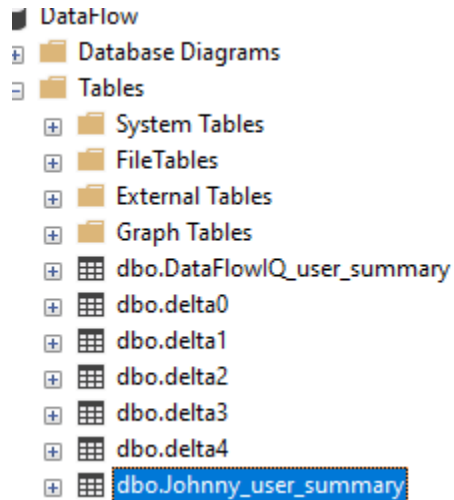 DataFlow
Database Diagrams
Tables
System Tables
FileTables
External Tables
Graph Tables
dbo.DataFlowIQ_user_summary
dbo.delta0
dbo.delta1
dbo.delta2
dbo.delta3
dbo.delta4
dbo.Johnny_user_summary